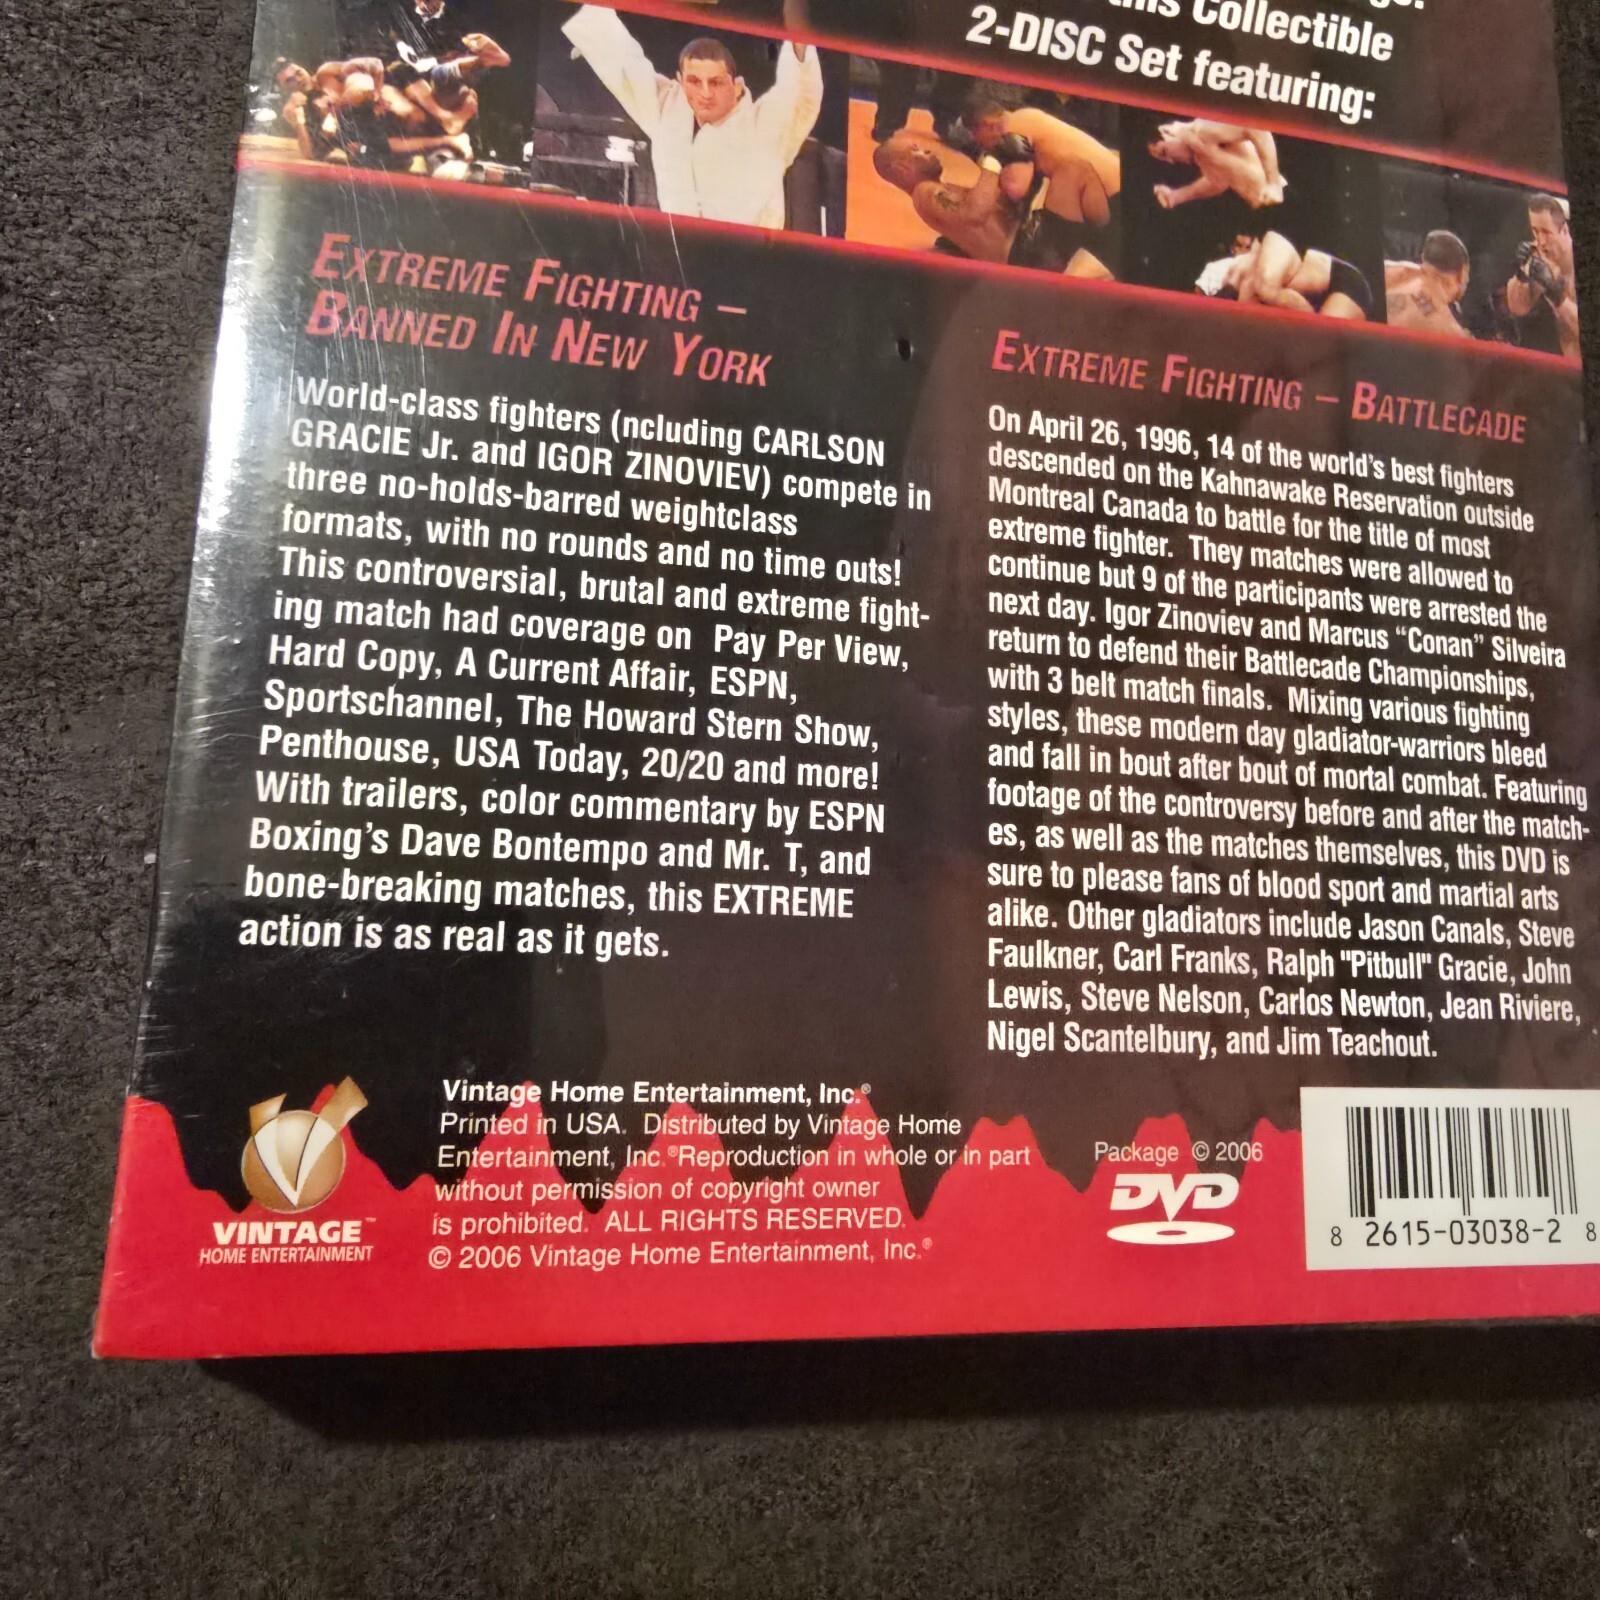 Collectible
2-DISC Set featuring:
EXTREME FIGHTING –
BANNED IN NEW YORK
World-class fighters (ncluding CARLSON
GRACIE Jr. and IGOR ZINOVIEV) compete in
three no-holds-barred weightclass
formats, with no rounds and no time outs!
This controversial, brutal and extreme fight-
ing match had coverage on Pay Per View,
Hard Copy, A Current Affair, ESPN,
Sportschannel, The Howard Stern Show,
Penthouse, USA Today, 20/20 and more!
With trailers, color commentary by ESPN
Boxing's Dave Bontempo and Mr. T, and
bone-breaking matches, this EXTREME
action is as real as it gets.
EXTREME FIGHTING – BATTLECADE
On April 26, 1996, 14 of the world's best fighters
descended on the Kahnawake Reservation outside
Montreal Canada to battle for the title of most
extreme fighter. They matches were allowed to
continue but 9 of the participants were arrested the
next day. Igor Zinoviev and Marcus "Conan" Silveira
return to defend their Battlecade Championships,
with 3 belt match finals. Mixing various fighting
styles, these modern day gladiator-warriors bleed
and fall in bout after bout of mortal combat. Featuring
footage of the controversy before and after the match-
es, as well as the matches themselves, this DVD is
sure to please fans of blood sport and martial arts
alike. Other gladiators include Jason Canals, Steve
Faulkner, Carl Franks, Ralph "Pitbull" Gracie, John
Lewis, Steve Nelson, Carlos Newton, Jean Riviere,
Nigel Scantelbury, and Jim Teachout.
VINTAGE™
HOME ENTERTAINMENT
Vintage Home Entertainment, Inc.®
Printed in USA. Distributed by Vintage Home
Entertainment, Inc.® Reproduction in whole or in part
without permission of copyright owner
is prohibited. ALL RIGHTS RESERVED.
© 2006 Vintage Home Entertainment, Inc.®
Package © 2006
DVD
8 2615-03038-2 8